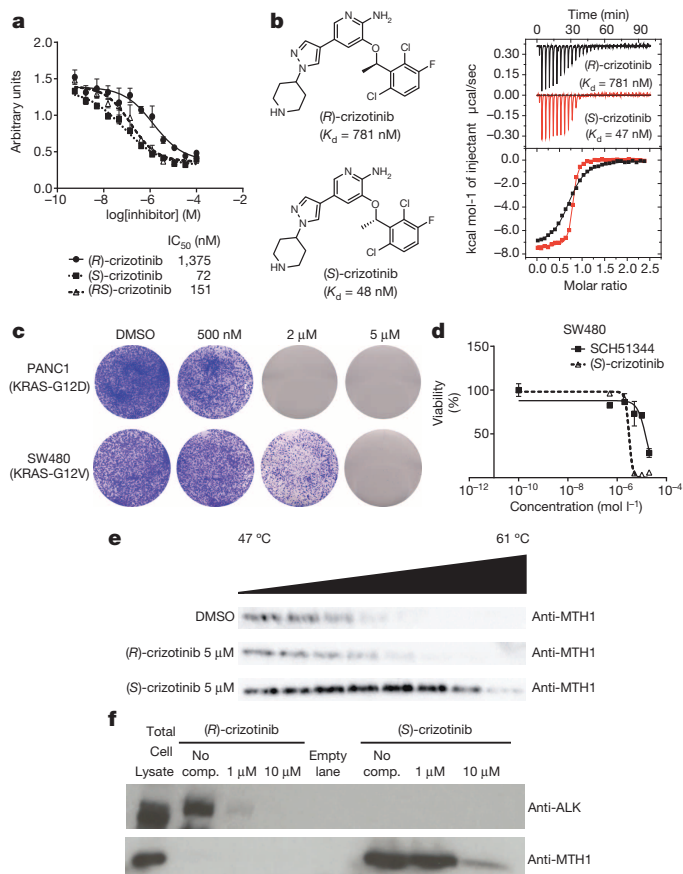 a
Arbitrary units
2.0
1.5
1.0
0.5
0
−10
−8
−6
−4
−2
log[inhibitor] (M)
IC50 (nM)
(R)-crizotinib 1,375
(S)-crizotinib 72
(RS)-crizotinib 151
b
N
NH2
N
N
O
Cl
F
Cl
HN
(R)-crizotinib
(Kd = 781 nM)
N
NH2
N
N
O
Cl
F
Cl
HN
(S)-crizotinib
(Kd = 48 nM)
Time (min)
0 30 60 90
kcal mol-1 of injectant µcal/sec
0.30
(R)-crizotinib
(Kd = 781 nM)
0.00
(S)-crizotinib
(Kd = 47 nM)
−0.30
0.0
−2.0
−4.0
−6.0
−8.0
0.0 0.5 1.0 1.5 2.0 2.5
Molar ratio
c
DMSO 500 nM 2 µM 5 µM
PANC1
(KRAS-G12D)
SW480
(KRAS-G12V)
d
SW480
SCH51344
(S)-crizotinib
Viability
(%)
150
100
50
10−12 10−10 10−8 10−6 10−4
Concentration (mol l−1)
e
47 ºC 61 ºC
DMSO Anti-MTH1
(R)-crizotinib 5 µM Anti-MTH1
(S)-crizotinib 5 µM Anti-MTH1
f
Total
Cell
Lysate
(R)-crizotinib
No
comp. 1 µM 10 µM
Empty
lane
(S)-crizotinib
No
comp. 1 µM 10 µM
Anti-ALK
Anti-MTH1